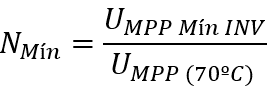 N_Mín = U_MPP Mín INV / U_MPP (70ºC)